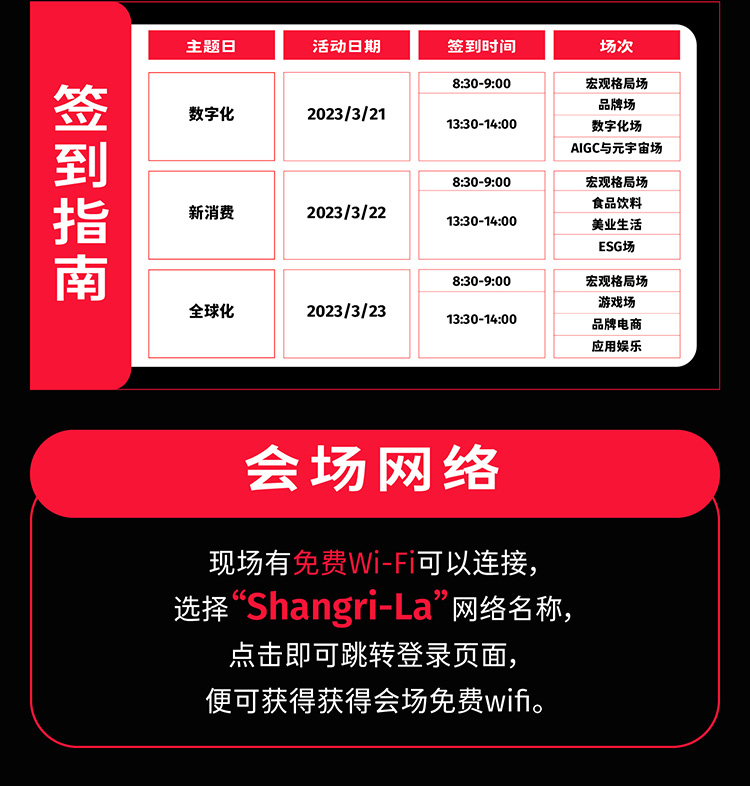 签到指南
主题日 活动日期 签到时间 场次
数字化 2023/3/21 8:30-9:00 宏观格局场
13:30-14:00 品牌场
数字化场
AIGC与元宇宙场
新消费 2023/3/22 8:30-9:00 宏观格局场
13:30-14:00 食品饮料
美业生活
ESG场
全球化 2023/3/23 8:30-9:00 宏观格局场
13:30-14:00 游戏场
品牌电商
应用娱乐
会场网络
现场有免费Wi-Fi可以连接，
选择“Shangri-La”网络名称，
点击即可跳转登录页面，
便可获得获得会场免费wifi。